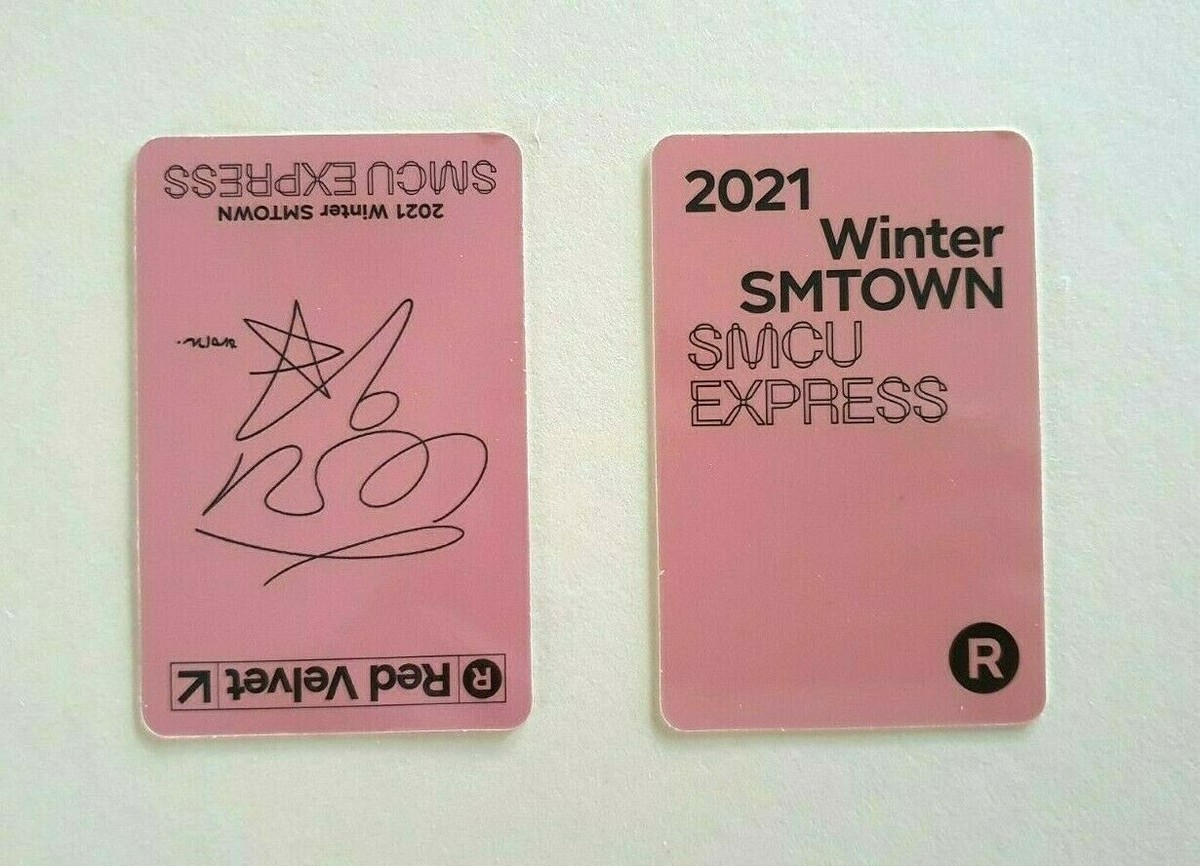 Red Velvet
2021 Winter SMTOWN
SMCU EXPRESS
2021
Winter
SMTOWN
SMCU
EXPRESS
R